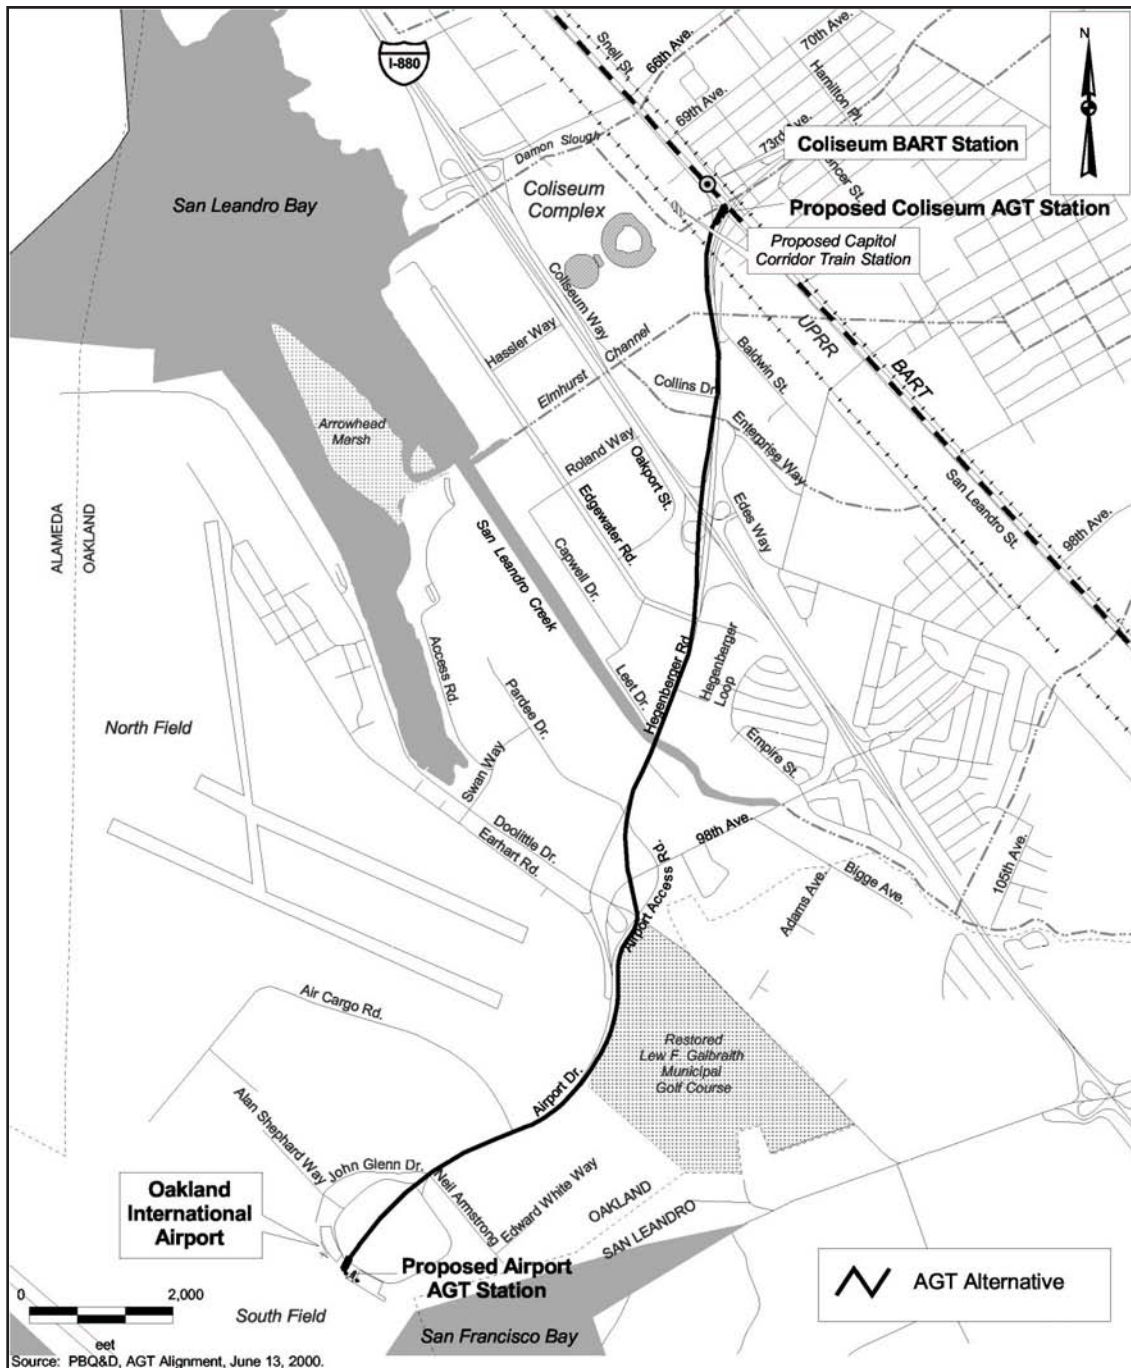 I-880
Snell St.
66th Ave.
70th Ave.
N
Hamilton Pl.
69th Ave.
73rd Ave.
Damon Slough
Coliseum BART Station
Coliseum
Complex
San Leandro Bay
Proposed Coliseum AGT Station
Proposed Capitol
Corridor Train Station
Coliseum Way
Hassler Way
Elmhurst Channel
UPRR
BART
Baldwin St.
Collins Dr.
Arrowhead
Marsh
Roland Way
Oakport St.
Enterprise Way
Edgewater Rd.
Edes Way
San Leandro St.
98th Ave.
ALAMEDA
OAKLAND
San Leandro Creek
Capwell Dr.
Access Rd.
Leet Dr.
Hegenberger Rd.
Hegenberger
Loop
Pardee Dr.
North Field
Empire St.
Swan Way
Doolittle Dr.
Earhart Rd.
98th Ave.
Airport Access Rd.
Bigge Ave.
105th Ave.
Adams Ave.
Air Cargo Rd.
Restored
Lew F. Galbraith
Municipal
Golf Course
Airport Dr.
Alan Shephard Way
John Glenn Dr.
Neil Armstrong
Edward White Way
OAKLAND
SAN LEANDRO
Oakland
International
Airport
Proposed Airport
AGT Station
AGT Alternative
0 2,000
eet
South Field
San Francisco Bay
Source: PBQ&D, AGT Alignment, June 13, 2000.